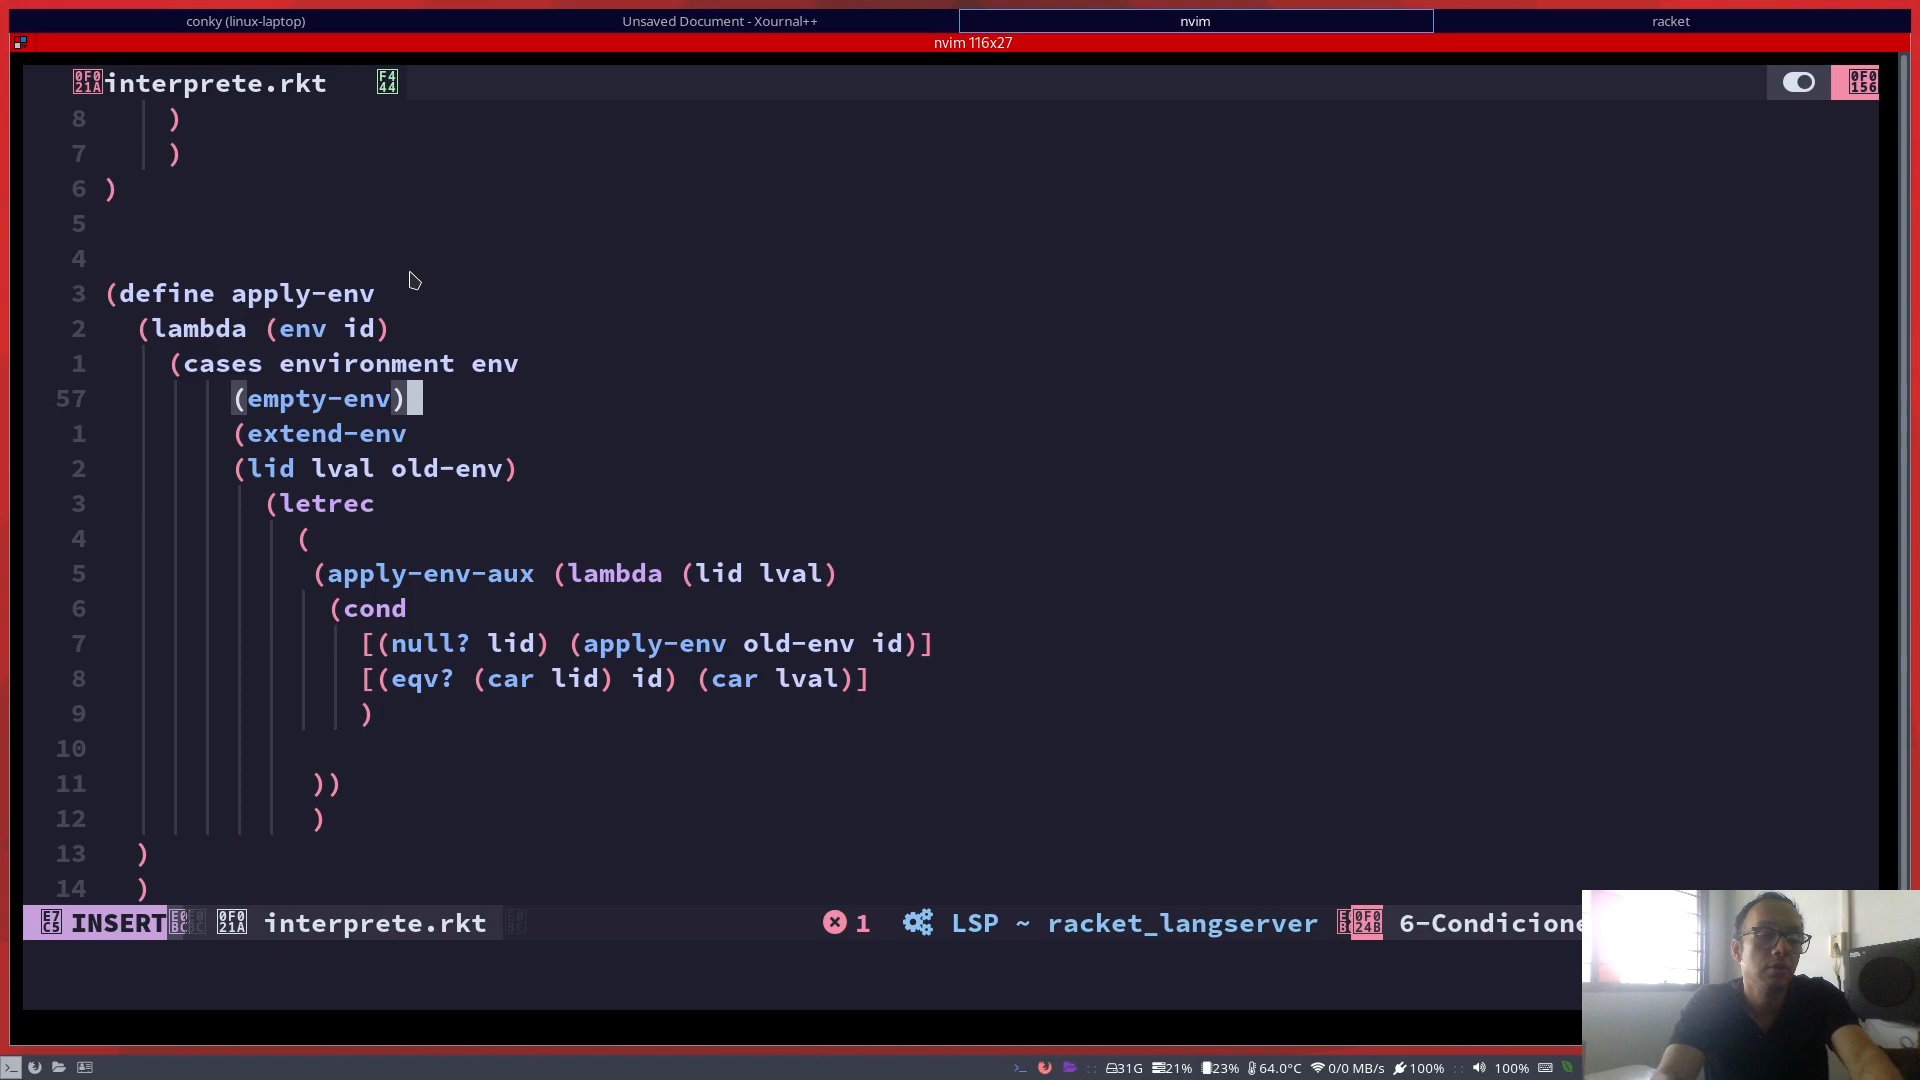 conky (linux-laptop) Unsaved Document - Xournal++ nvim racket
nvim 116x27
interprete.rkt
8 )
7 )
6 )
5
4
3 (define apply-env
2 (lambda (env id)
1 (cases environment env
57 (empty-env)
1 (extend-env
2 (lid lval old-env)
3 (letrec
4 (
5 (apply-env-aux (lambda (lid lval)
6 (cond
7 [(null? lid) (apply-env old-env id)]
8 [(eqv? (car lid) id) (car lval)]
9 )
10
11 ))
12 )
13 )
14 )
INSERT interprete.rkt 1 LSP ~ racket_langserver 6-Condicione
31G 21% 23% 64.0°C 0/0 MB/s 100% 100%